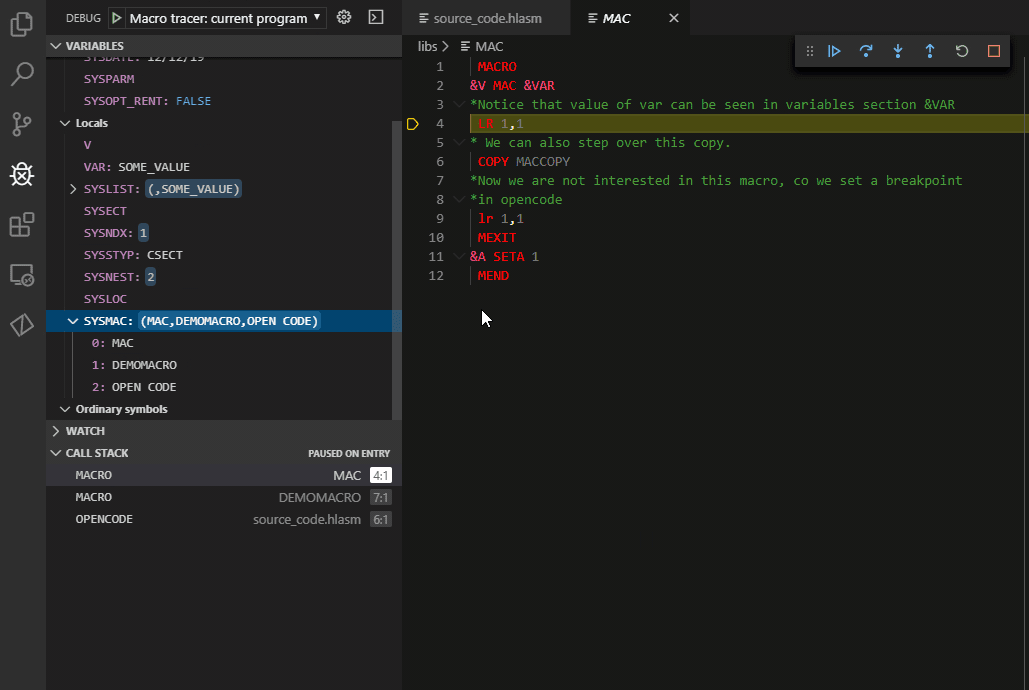 DEBUG Macro tracer: current program
source_code.hlasm MAC
VARIABLES
SYSDATE: 12/12/19
SYSPARM
SYSOPT_RENT: FALSE
Locals
V
VAR: SOME_VALUE
SYSLIST: (,SOME_VALUE)
SYSECT
SYSNDX: 1
SYSSTYP: CSECT
SYSNEST: 2
SYSLOC
SYSMAC: (MAC,DEMOMACRO,OPEN CODE)
0: MAC
1: DEMOMACRO
2: OPEN CODE
Ordinary symbols
WATCH
CALL STACK PAUSED ON ENTRY
MACRO MAC 4:1
MACRO DEMOMACRO 7:1
OPENCODE source_code.hlasm 6:1
libs > MAC
1 MACRO
2 &V MAC &VAR
3 *Notice that value of var can be seen in variables section &VAR
4 LR 1,1
5 * We can also step over this copy.
6 COPY MACCOPY
7 *Now we are not interested in this macro, co we set a breakpoint
8 *in opencode
9 lr 1,1
10 MEXIT
11 &A SETA 1
12 MEND